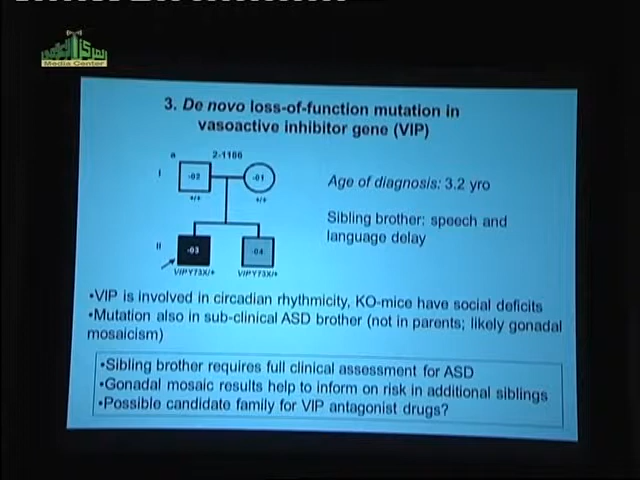 Media Center
3. De novo loss-of-function mutation in
vasoactive inhibitor gene (VIP)
a
2-1186
I
-02
-01
+/+
+/+
Age of diagnosis: 3.2 yro
Sibling brother: speech and
language delay
II
-03
-04
VIPY73X/+
VIPY73X/+
•VIP is involved in circadian rhythmicity, KO-mice have social deficits
•Mutation also in sub-clinical ASD brother (not in parents; likely gonadal
mosaicism)
•Sibling brother requires full clinical assessment for ASD
•Gonadal mosaic results help to inform on risk in additional siblings
•Possible candidate family for VIP antagonist drugs?